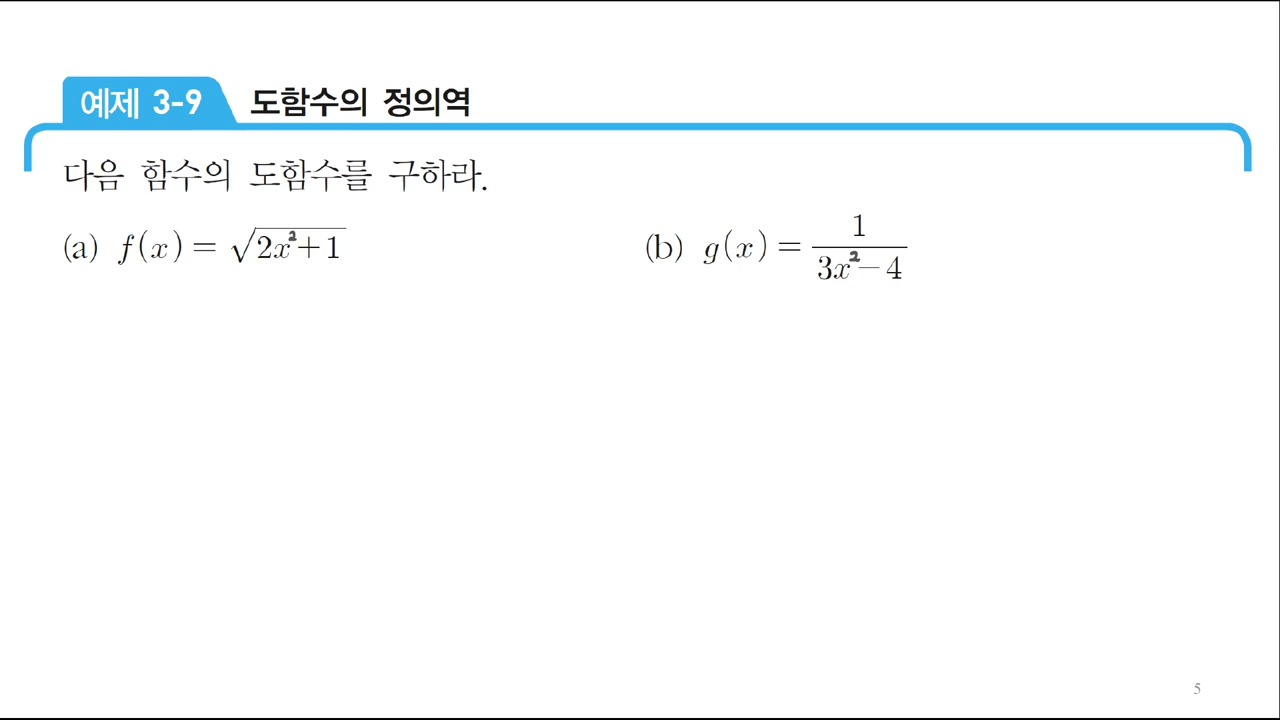 예제 3-9 도함수의 정의역
다음 함수의 도함수를 구하라.
(a) f(x) = √(2x²+1) (b) g(x) = 1/(3x²−4)
5